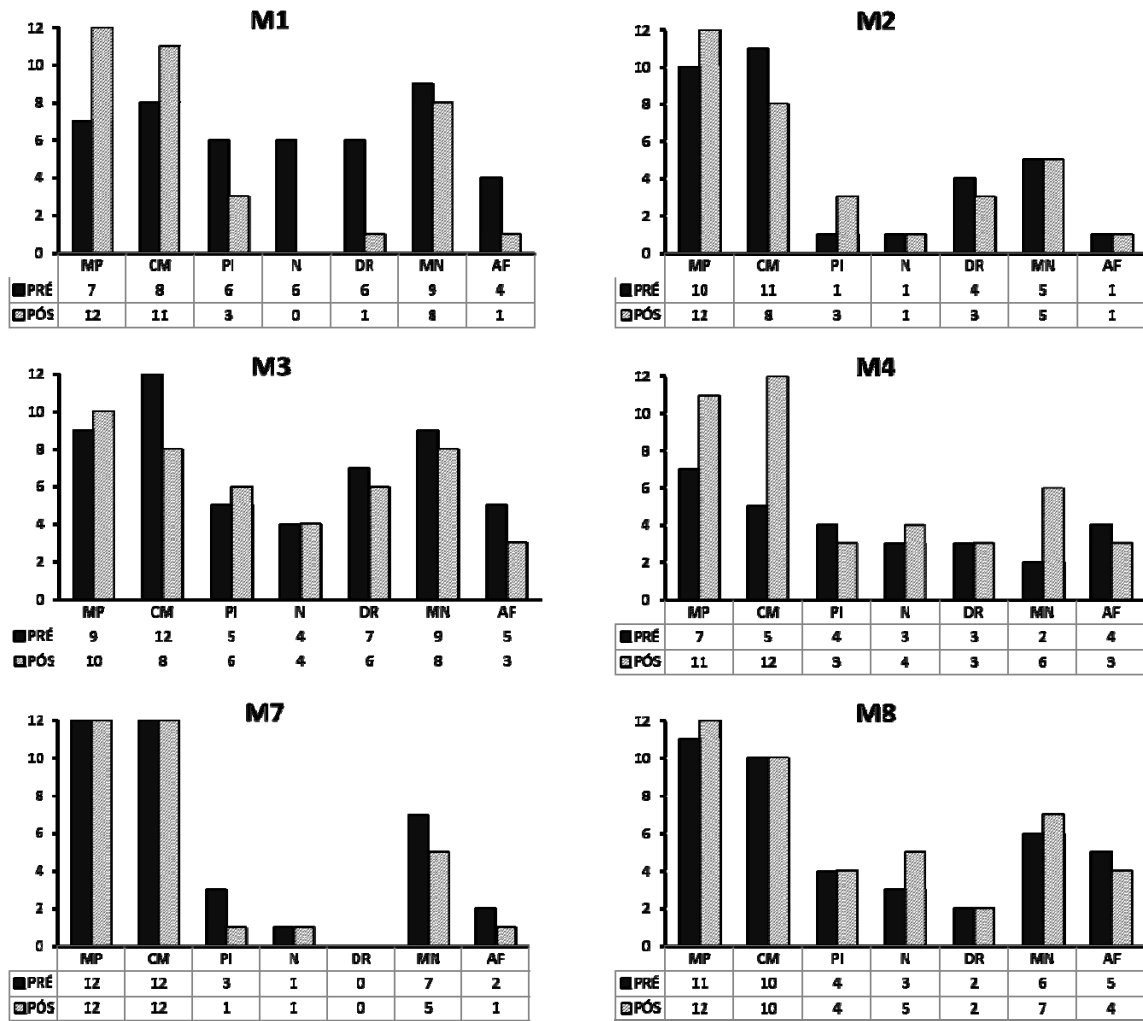 M1
12
10
8
6
4
2
0
MP CM PI N DR MN AF
PRÉ 7 8 6 6 6 9 4
PÓS 12 11 3 0 1 8 1
M2
12
10
8
6
4
2
0
MP CM PI N DR MN AF
PRÉ 10 11 1 1 4 5 1
PÓS 12 8 3 1 3 5 1
M3
12
10
8
6
4
2
0
MP CM PI N DR MN AF
PRÉ 9 12 5 4 7 9 5
PÓS 10 8 6 4 6 8 3
M4
12
10
8
6
4
2
0
MP CM PI N DR MN AF
PRÉ 7 5 4 3 3 2 4
PÓS 11 12 3 4 3 6 3
M7
12
10
8
6
4
2
0
MP CM PI N DR MN AF
PRÉ 12 12 3 1 0 7 2
PÓS 12 12 1 1 0 5 1
M8
12
10
8
6
4
2
0
MP CM PI N DR MN AF
PRÉ 11 10 4 3 2 6 5
PÓS 12 10 4 5 2 7 4